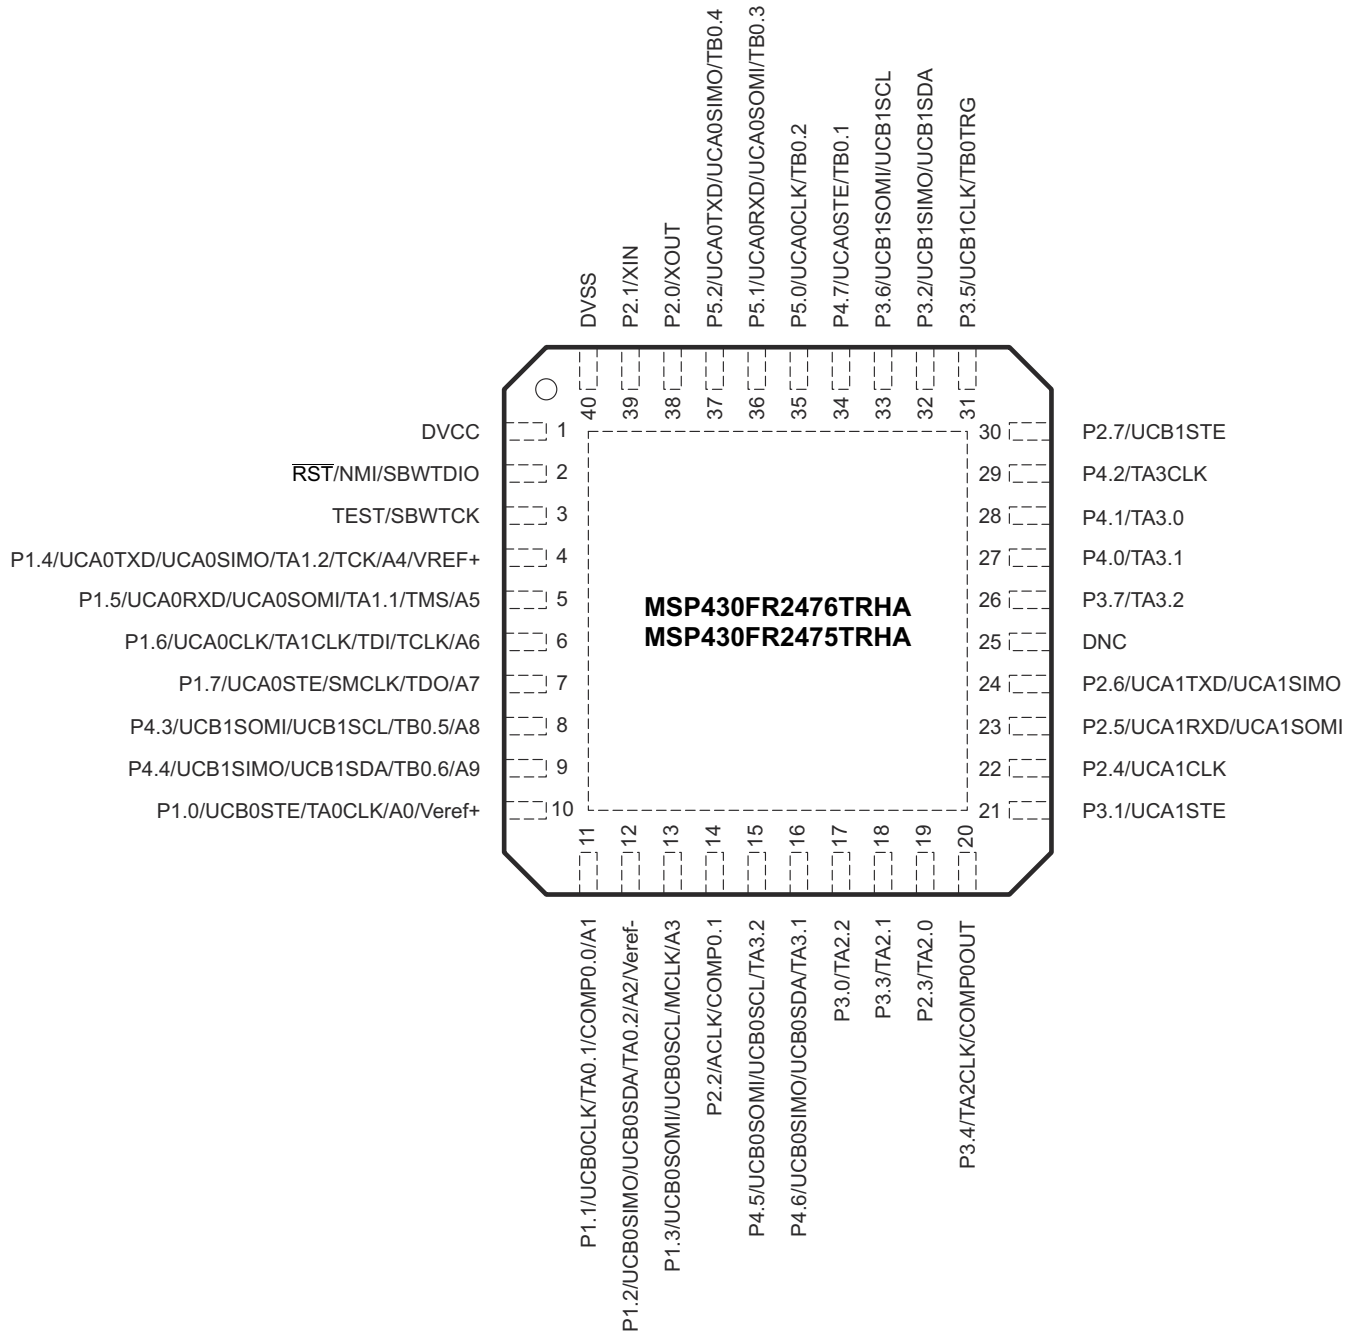 P5.2/UCA0TXD/UCA0SIMO/TB0.4
P5.1/UCA0RXD/UCA0SOMI/TB0.3
P3.6/UCB1SOMI/UCB1SCL
P3.2/UCB1SIMO/UCB1SDA
P3.5/UCB1CLK/TB0TRG
P5.0/UCA0CLK/TB0.2
P4.7/UCA0STE/TB0.1
P2.0/XOUT
P2.1/XIN
DVSS
40
39
38
37
36
35
34
33
32
31
DVCC
1
RST/NMI/SBWTDIO
2
TEST/SBWTCK
3
P1.4/UCA0TXD/UCA0SIMO/TA1.2/TCK/A4/VREF+
4
P1.5/UCA0RXD/UCA0SOMI/TA1.1/TMS/A5
5
P1.6/UCA0CLK/TA1CLK/TDI/TCLK/A6
6
P1.7/UCA0STE/SMCLK/TDO/A7
7
P4.3/UCB1SOMI/UCB1SCL/TB0.5/A8
8
P4.4/UCB1SIMO/UCB1SDA/TB0.6/A9
9
P1.0/UCB0STE/TA0CLK/A0/Veref+
10
MSP430FR2476TRHA
MSP430FR2475TRHA
30
P2.7/UCB1STE
29
P4.2/TA3CLK
28
P4.1/TA3.0
27
P4.0/TA3.1
26
P3.7/TA3.2
25
DNC
24
P2.6/UCA1TXD/UCA1SIMO
23
P2.5/UCA1RXD/UCA1SOMI
22
P2.4/UCA1CLK
21
P3.1/UCA1STE
11
12
13
14
15
16
17
18
19
20
P1.1/UCB0CLK/TA0.1/COMP0.0/A1
P1.2/UCB0SIMO/UCB0SDA/TA0.2/A2/Veref-
P1.3/UCB0SOMI/UCB0SCL/MCLK/A3
P2.2/ACLK/COMP0.1
P4.5/UCB0SOMI/UCB0SCL/TA3.2
P4.6/UCB0SIMO/UCB0SDA/TA3.1
P3.0/TA2.2
P3.3/TA2.1
P2.3/TA2.0
P3.4/TA2CLK/COMP0OUT